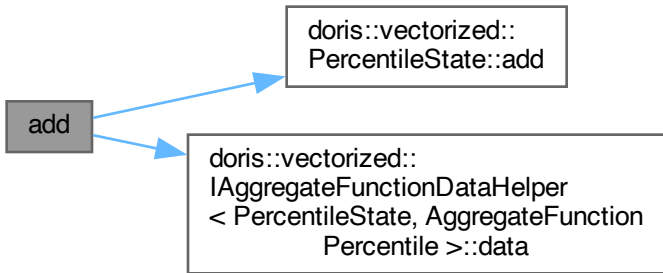 add
doris::vectorized::
PercentileState::add
doris::vectorized::
IAggregateFunctionDataHelper
< PercentileState, AggregateFunction
Percentile >::data